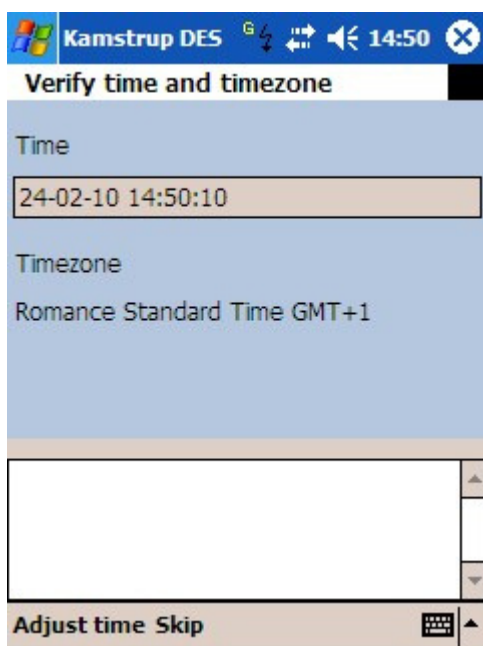 Kamstrup DES G 14:50
Verify time and timezone
Time
24-02-10 14:50:10
Timezone
Romance Standard Time GMT+1
Adjust time Skip